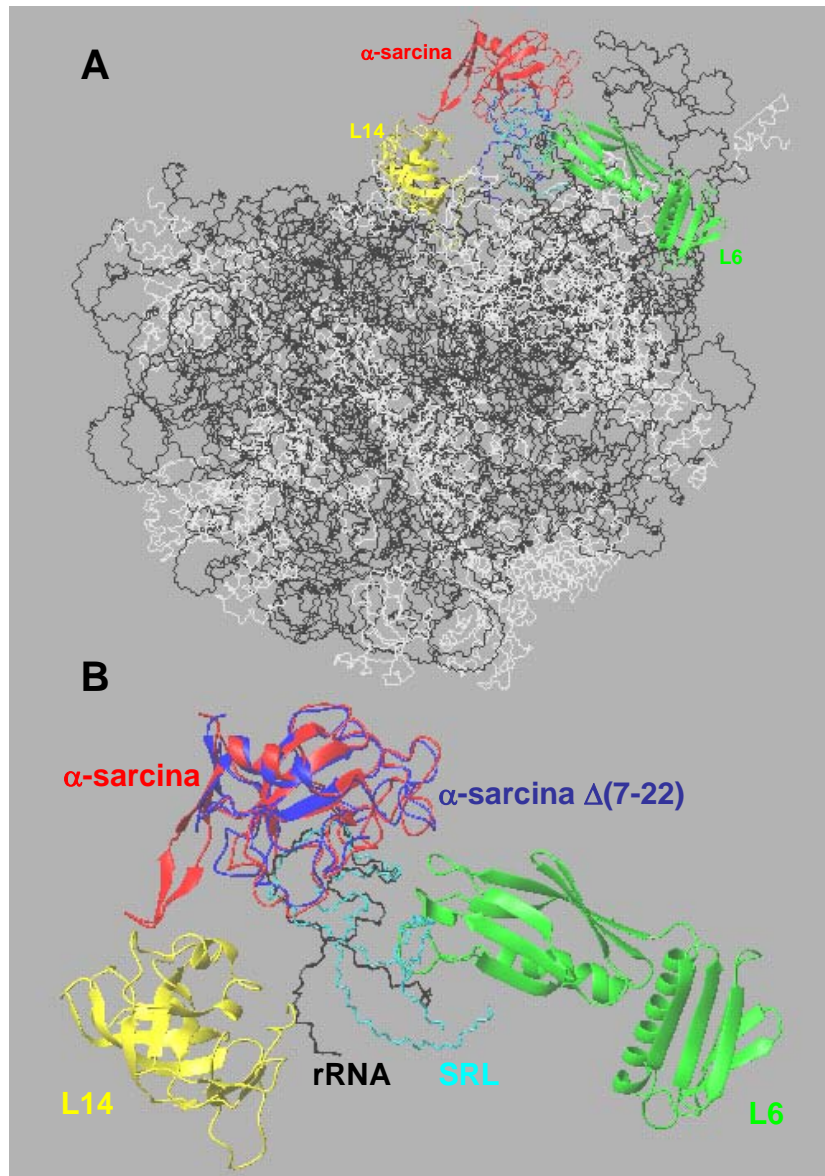 A
α-sarcina
L14
L6
B
α-sarcina
α-sarcina Δ(7-22)
rRNA
SRL
L14
L6